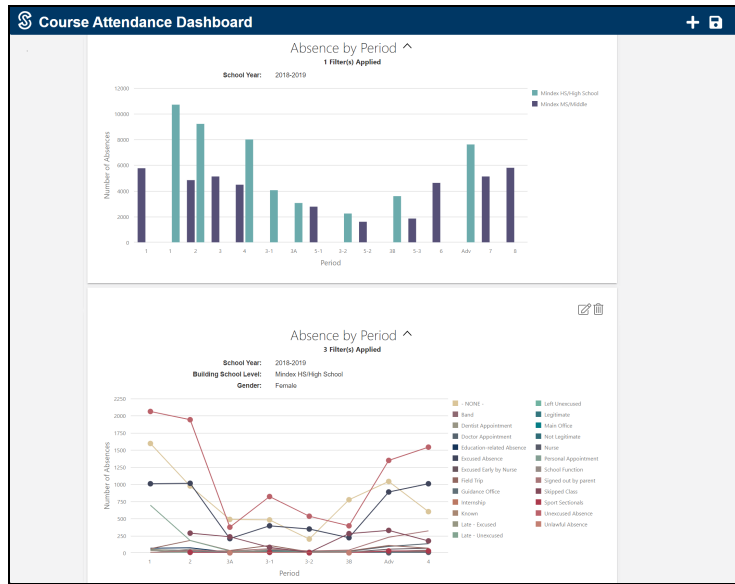 Course Attendance Dashboard
Absence by Period
1 Filter(s) Applied
School Year: 2018-2019
12000
10000
8000
6000
4000
2000
0
Number of Absences
1 1 2 3 4 3-1 3A 5-1 3-2 5-2 3B 5-3 6 Adv 7 8
Period
Mindex HS/High School
Mindex MS/Middle
Absence by Period
3 Filter(s) Applied
School Year: 2018-2019
Building School Level: Mindex HS/High School
Gender: Female
2250
2000
1750
1500
1250
1000
750
500
250
0
Number of Absences
1 2 3A 3-1 3-2 3B Adv 4
Period
- NONE -
Band
Dentist Appointment
Doctor Appointment
Education-related Absence
Excused Absence
Excused Early by Nurse
Field Trip
Guidance Office
Internship
Known
Late - Excused
Late - Unexcused
Left Unexcused
Legitimate
Main Office
Not Legitimate
Nurse
Personal Appointment
School Function
Signed out by parent
Skipped Class
Sport Sectionals
Unexcused Absence
Unlawful Absence